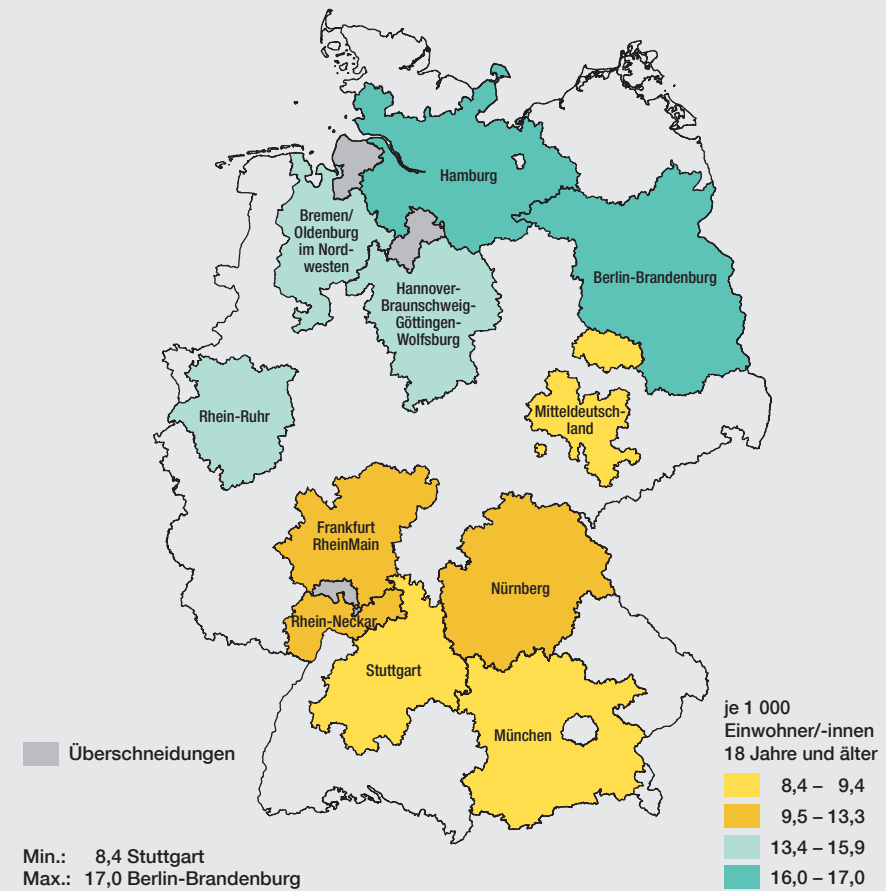 Hamburg
Bremen/
Oldenburg
im Nord-
westen
Berlin-Brandenburg
Hannover-
Braunschweig-
Göttingen-
Wolfsburg
Rhein-Ruhr
Mitteldeutsch-
land
Frankfurt
RheinMain
Nürnberg
Rhein-Neckar
Stuttgart
München
Überschneidungen
Min.: 8,4 Stuttgart
Max.: 17,0 Berlin-Brandenburg
je 1 000
Einwohner/-innen
18 Jahre und älter
8,4 – 9,4
9,5 – 13,3
13,4 – 15,9
16,0 – 17,0